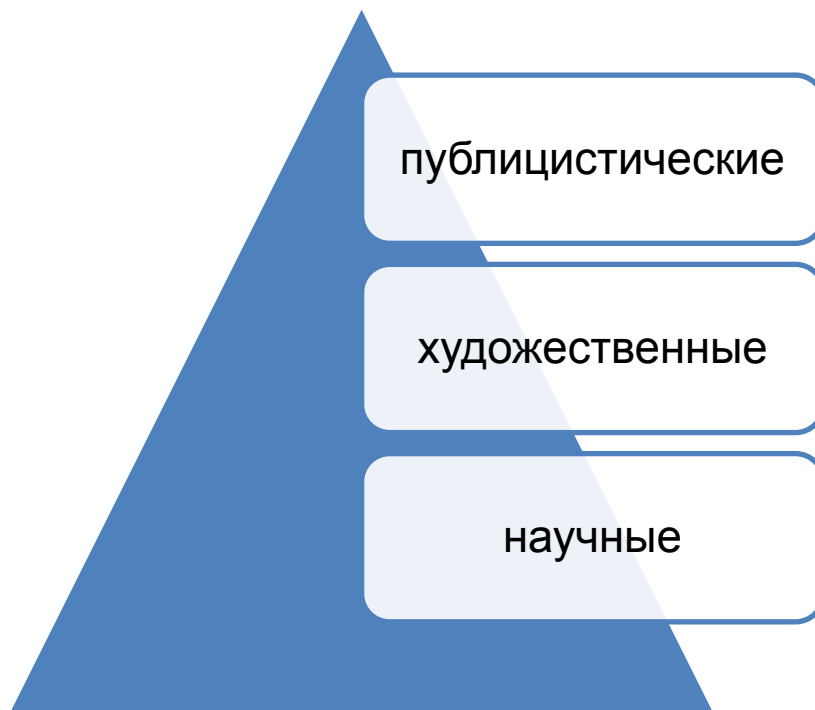 публицистические
художественные
научные